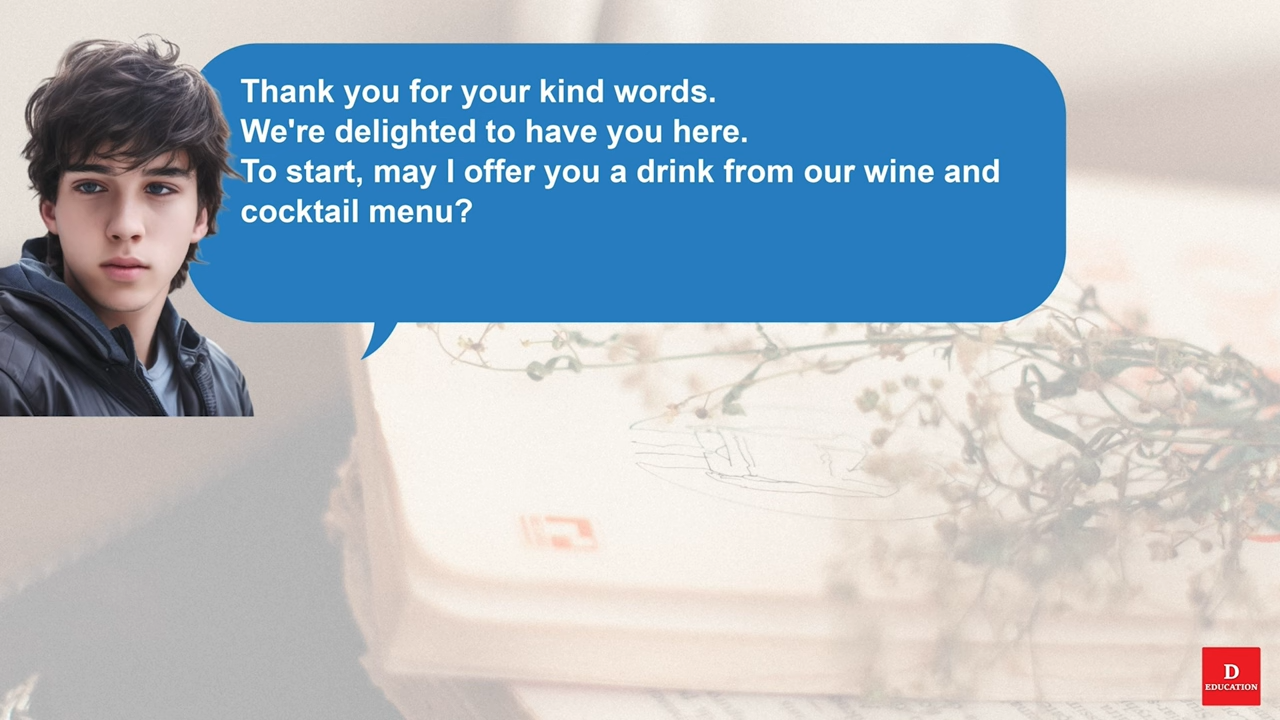 Thank you for your kind words.
We're delighted to have you here.
To start, may I offer you a drink from our wine and
cocktail menu?
D
EDUCATION